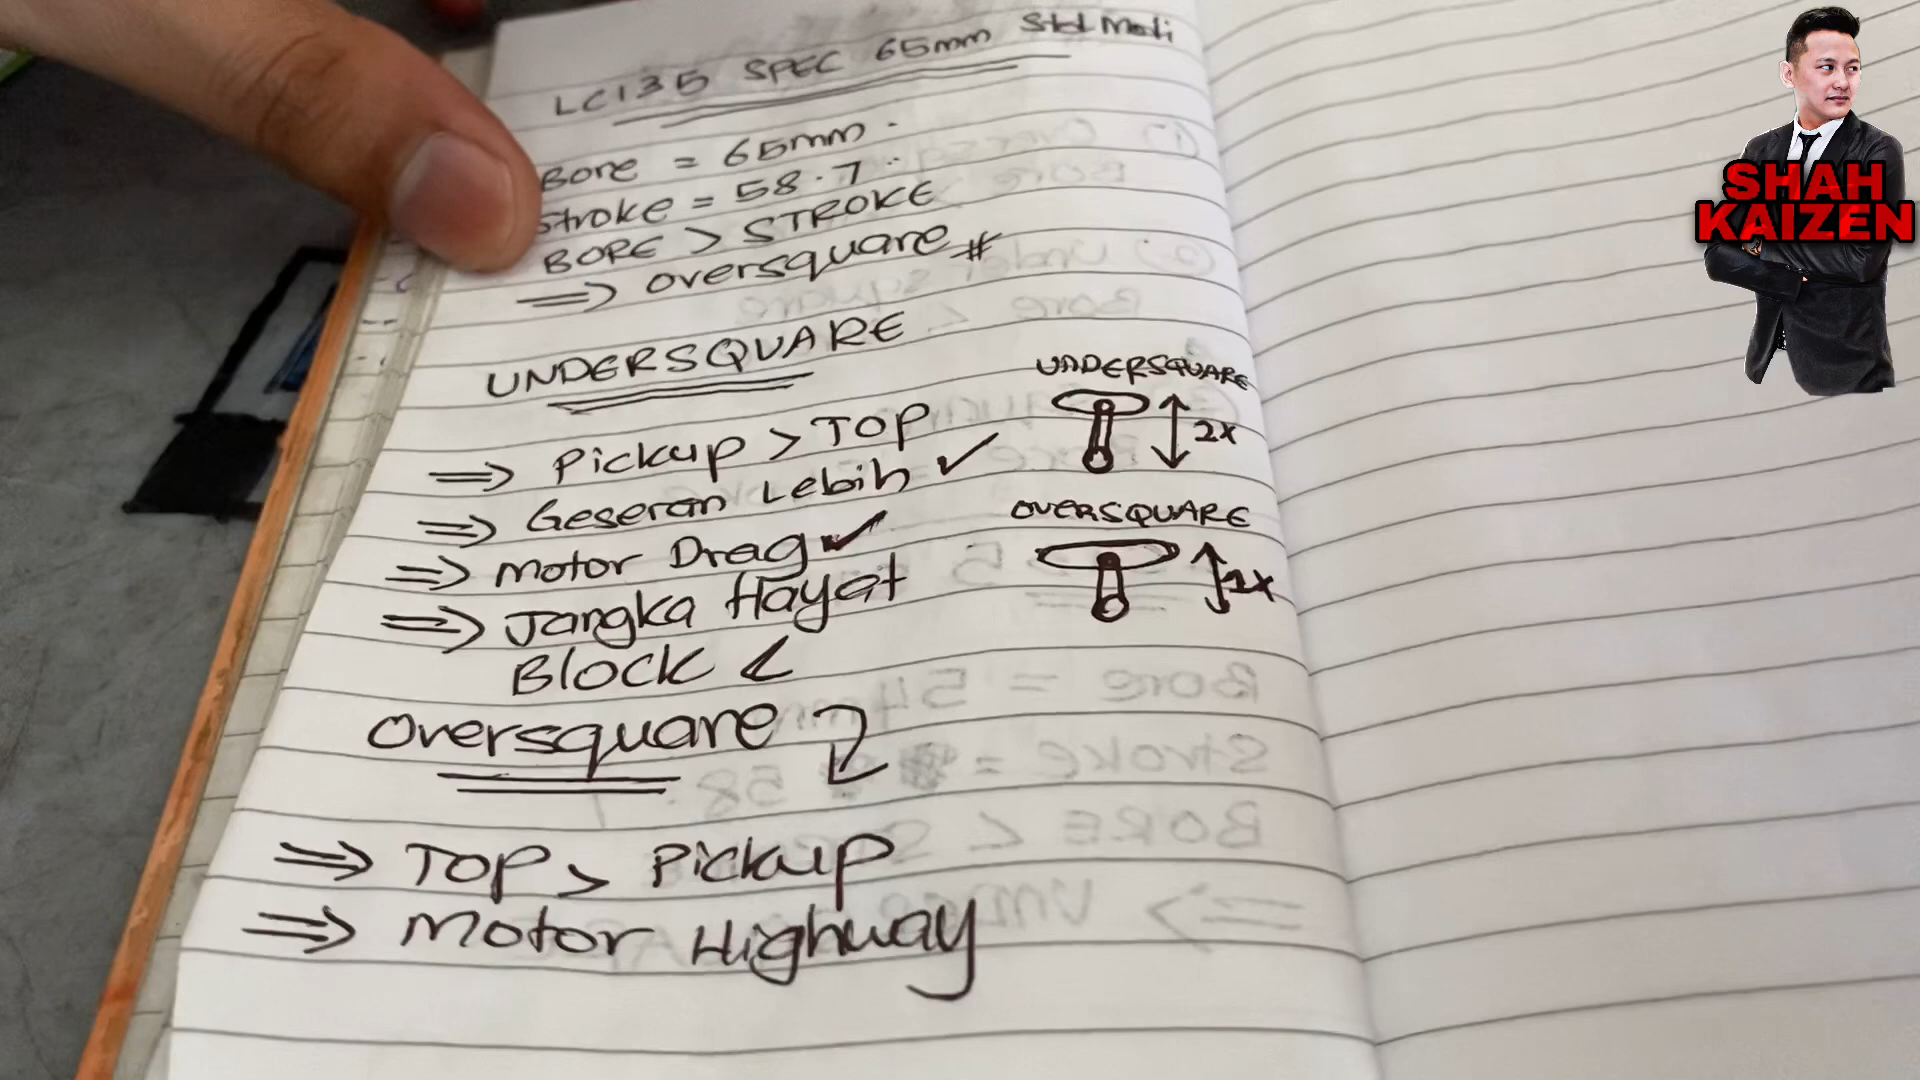 LC135 SPEC 65mm Std Modi
Bore = 65mm.
Stroke = 58.7..
BORE > STROKE
=> oversquare #
UNDERSQUARE
=> Pickup > TOP
=> Geseran Lebih ✓
=> Motor Drag ✓
=> Jangka Hayat
Block <
UNDERSQUARE
2x
OVERSQUARE
1x
Oversquare
=> TOP > Pickup
=> Motor Highway
SHAH
KAIZEN